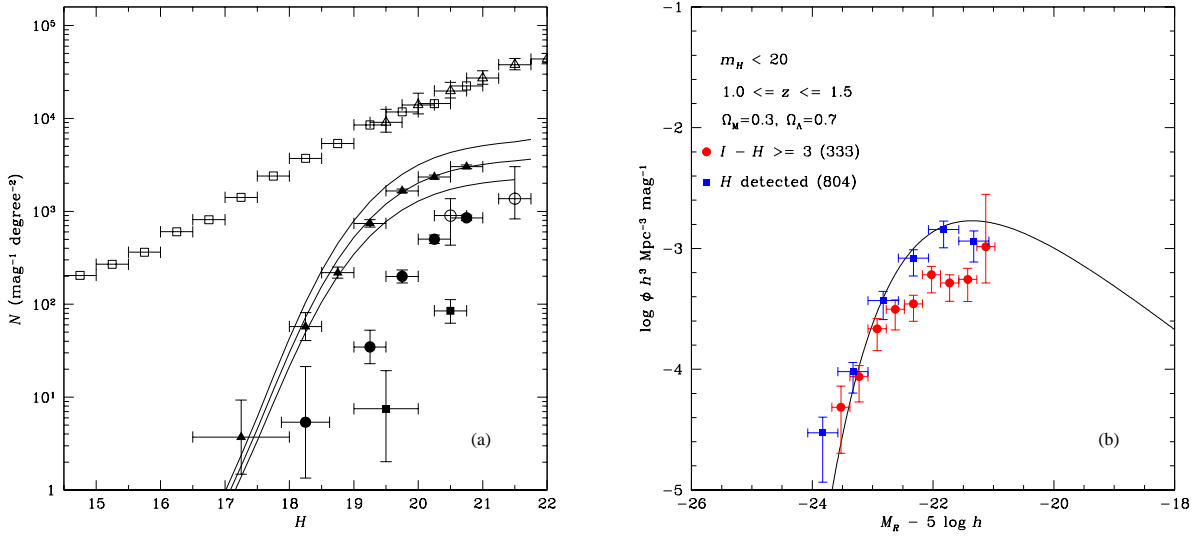 10⁵
10⁴
10³
10²
10¹
1
N (mag⁻¹ degree⁻²)
15 16 17 18 19 20 21 22
H
(a)
-1
-2
-3
-4
-5
log ϕ h³ Mpc⁻³ mag⁻¹
m_H < 20
1.0 <= z <= 1.5
Ω_M=0.3, Ω_Λ=0.7
I - H >= 3 (333)
H detected (804)
(b)
-26 -24 -22 -20 -18
M_R - 5 log h